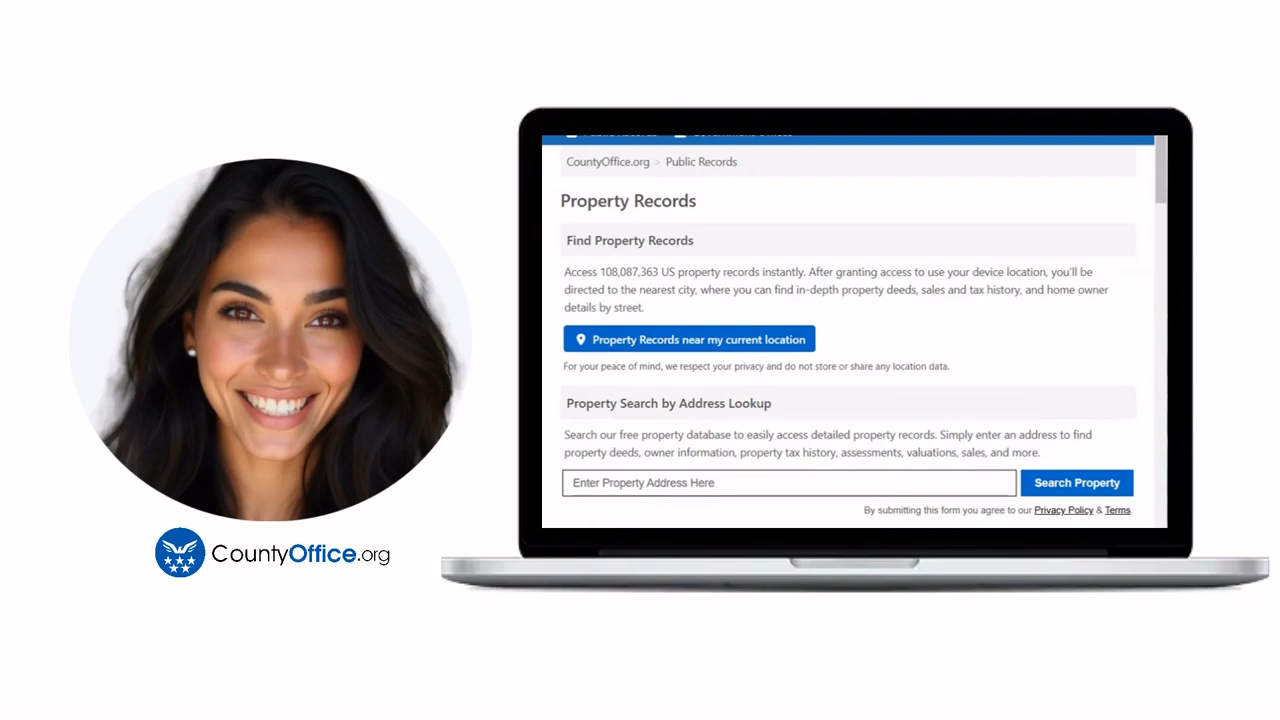 Public Records Government Offices
CountyOffice.org > Public Records
Property Records
Find Property Records
Access 108,087,363 US property records instantly. After granting access to use your device location, you'll be
directed to the nearest city, where you can find in-depth property deeds, sales and tax history, and home owner
details by street.
Property Records near my current location
For your peace of mind, we respect your privacy and do not store or share any location data.
Property Search by Address Lookup
Search our free property database to easily access detailed property records. Simply enter an address to find
property deeds, owner information, property tax history, assessments, valuations, sales, and more.
Enter Property Address Here
Search Property
By submitting this form you agree to our Privacy Policy & Terms.
CountyOffice.org